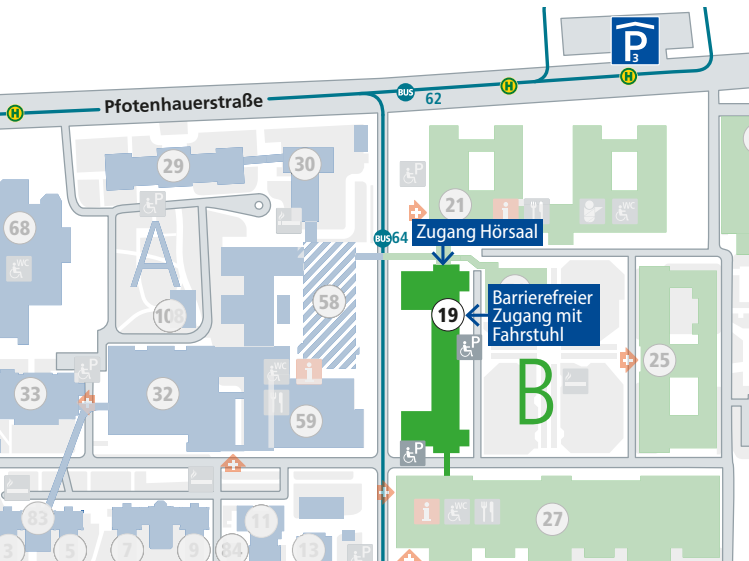 P
3
H
BUS
62
H
H
Pfotenhauerstraße
29
30
P
P
21
i
WC
68
WC
BUS
64
Zugang Hörsaal
A
58
108
19
Barrierefreier
Zugang mit
Fahrstuhl
P
25
P
WC
i
33
32
59
B
P
i
WC
27
83
3
5
7
9
84
11
13
P